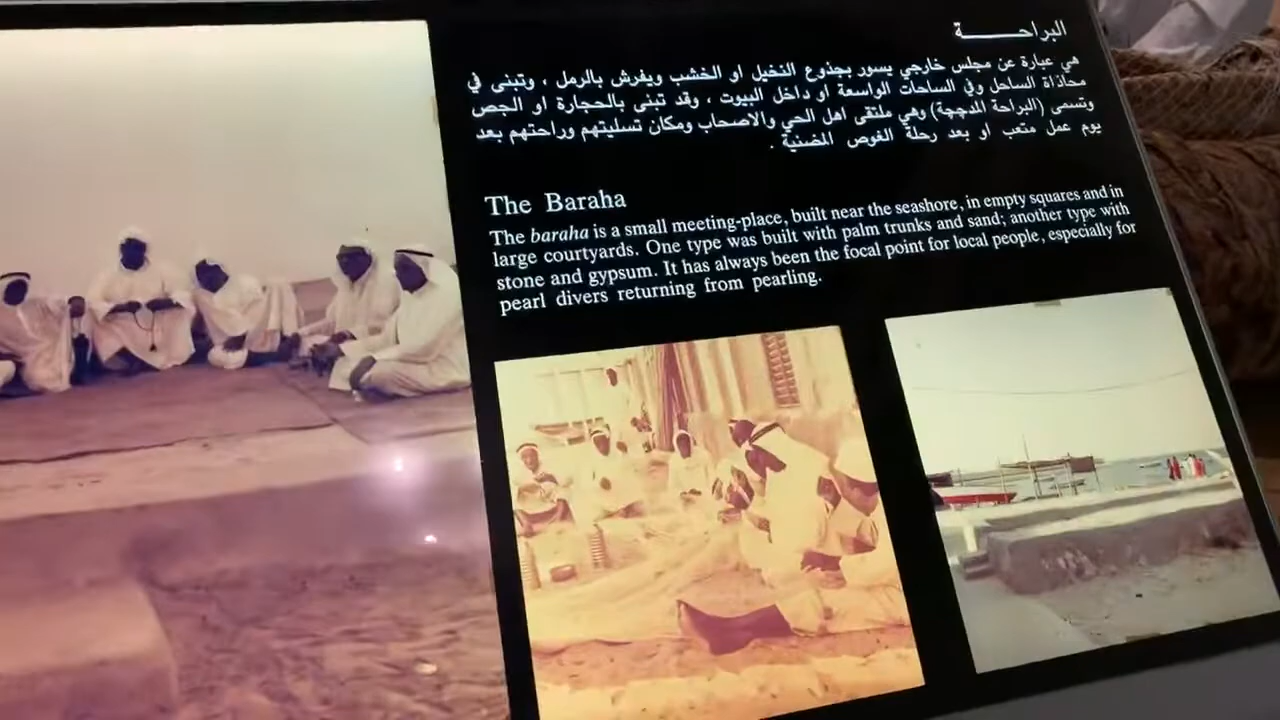 البراحـــــــة
هي عبارة عن مجلس خارجي يسور بجذوع النخيل او الخشب ويفرش بالرمل ، وتبنى في
محاذاة الساحل وفي الساحات الواسعة او داخل البيوت ، وقد تبنى بالحجارة او الجص
وتسمى (البراحة المدججة) وهي ملتقى اهل الحي والاصحاب ومكان تسليتهم وراحتهم بعد
يوم عمل متعب او بعد رحلة الغوص المضنية .
The Baraha
The baraha is a small meeting-place, built near the seashore, in empty squares and in
large courtyards. One type was built with palm trunks and sand; another type with
stone and gypsum. It has always been the focal point for local people, especially for
pearl divers returning from pearling.